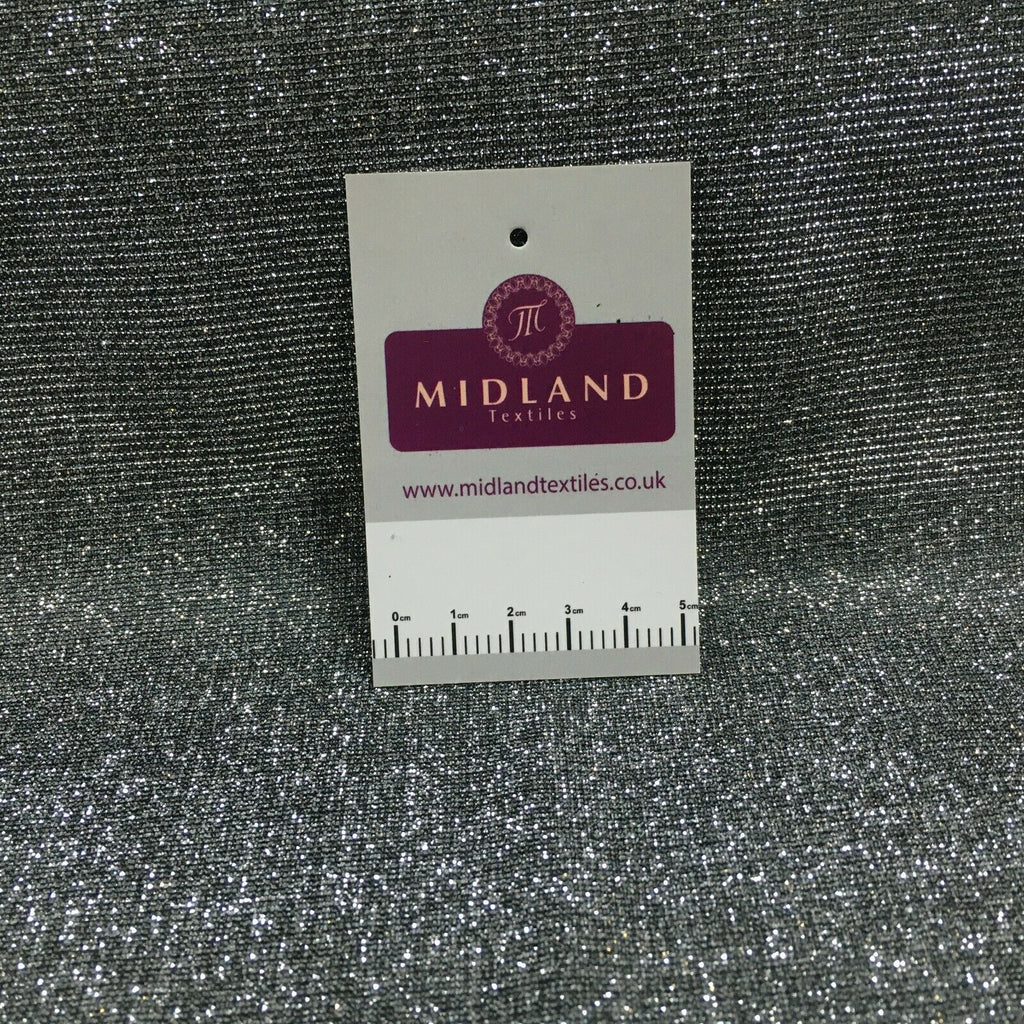 M
MIDLAND
Textiles
www.midlandtextiles.co.uk
0cm 1cm 2cm 3cm 4cm 5cm